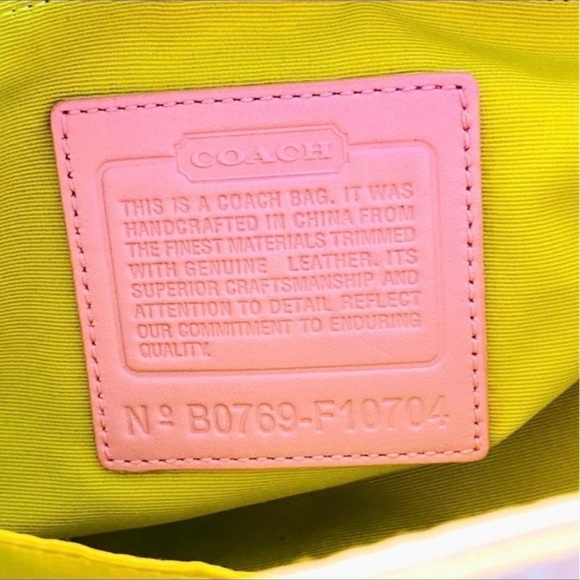 COACH
THIS IS A COACH BAG. IT WAS
HANDCRAFTED IN CHINA FROM
THE FINEST MATERIALS TRIMMED
WITH GENUINE LEATHER. ITS
SUPERIOR CRAFTSMANSHIP AND
ATTENTION TO DETAIL REFLECT
OUR COMMITMENT TO ENDURING
QUALITY.
Nº B0769-F10704